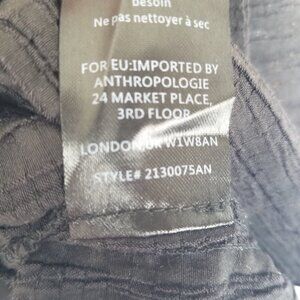 besoin
Ne pas nettoyer à sec
FOR EU:IMPORTED BY
ANTHROPOLOGIE
24 MARKET PLACE,
3RD FLOOR
LONDON UK W1W8AN
STYLE# 2130075AN